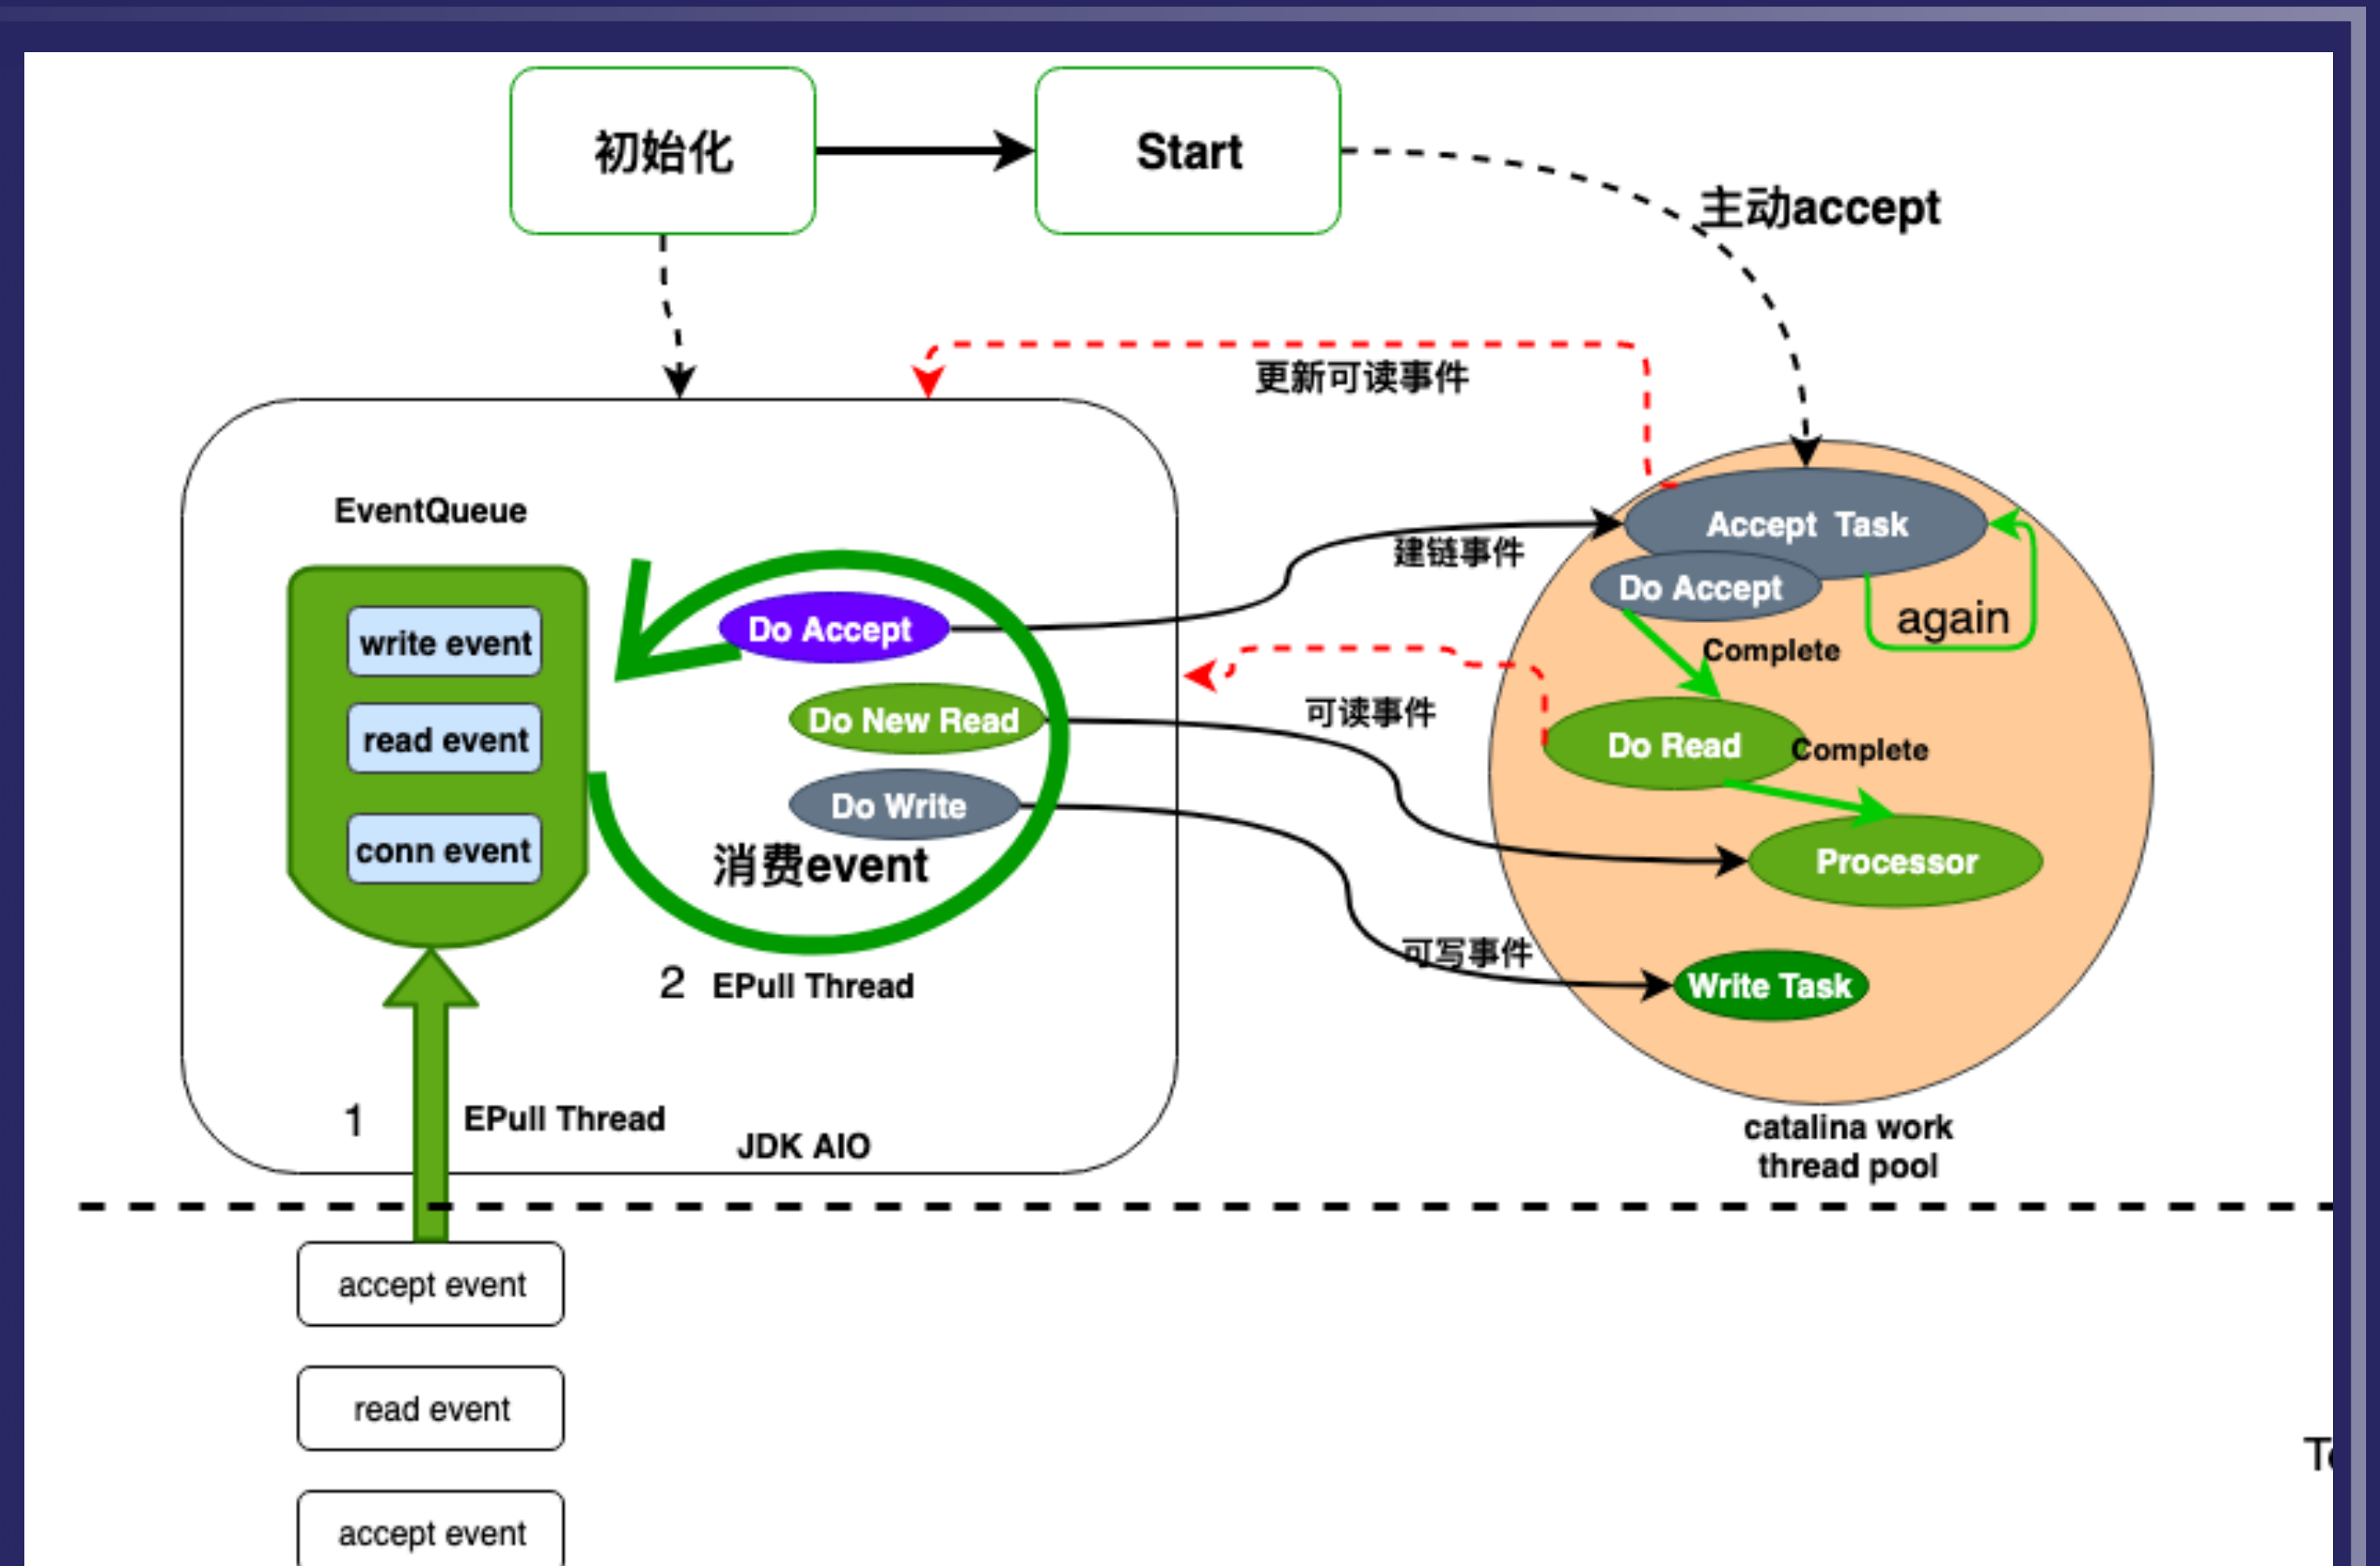 初始化
Start
主动accept
更新可读事件
EventQueue
write event
read event
conn event
Do Accept
Do New Read
Do Write
消费event
2 EPull Thread
1 EPull Thread
JDK AIO
建链事件
可读事件
可写事件
Accept Task
Do Accept
again
Complete
Do Read
Complete
Processor
Write Task
catalina work
thread pool
accept event
read event
accept event